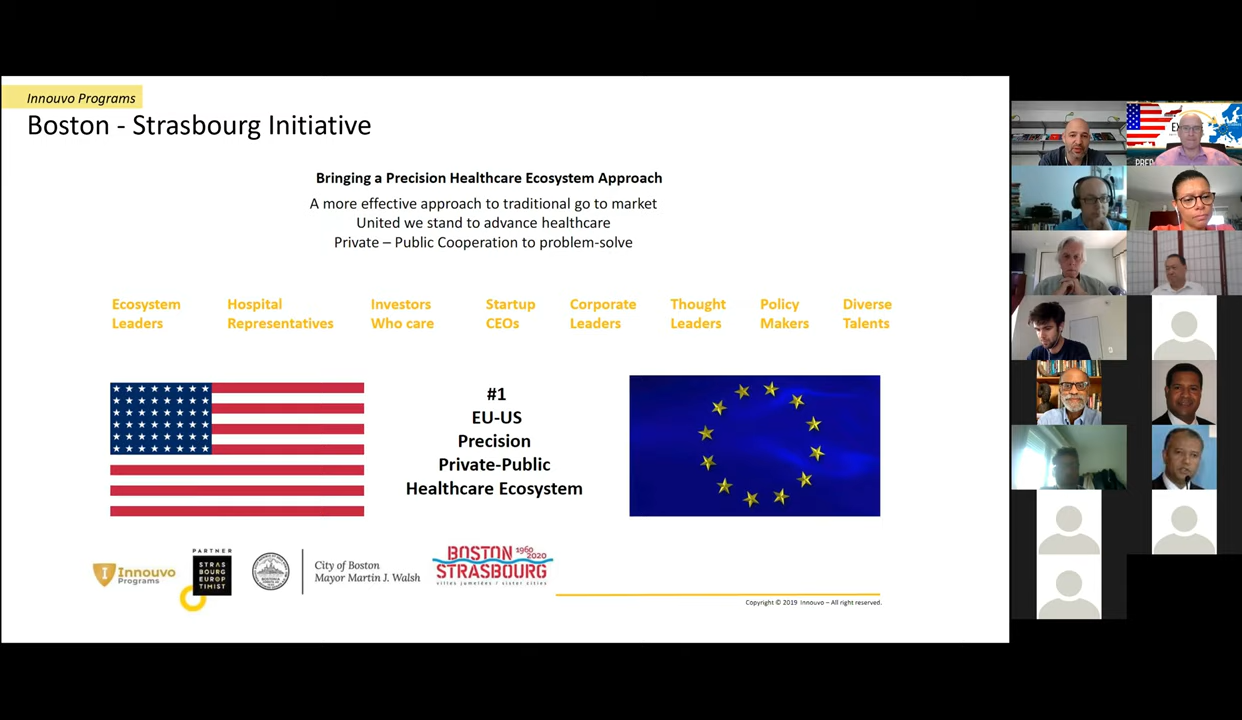 Innouvo Programs
Boston - Strasbourg Initiative
Bringing a Precision Healthcare Ecosystem Approach
A more effective approach to traditional go to market
United we stand to advance healthcare
Private – Public Cooperation to problem-solve
Ecosystem Leaders
Hospital Representatives
Investors Who care
Startup CEOs
Corporate Leaders
Thought Leaders
Policy Makers
Diverse Talents
#1
EU-US
Precision
Private-Public
Healthcare Ecosystem
I Innouvo
Programs
PARTNER
STRAS
BOURG
EUROP
TIMIST
City of Boston
Mayor Martin J. Walsh
BOSTON 1960 2020
STRASBOURG
villes jumelées / sister cities
Copyright © 2019 Innouvo – All right reserved.